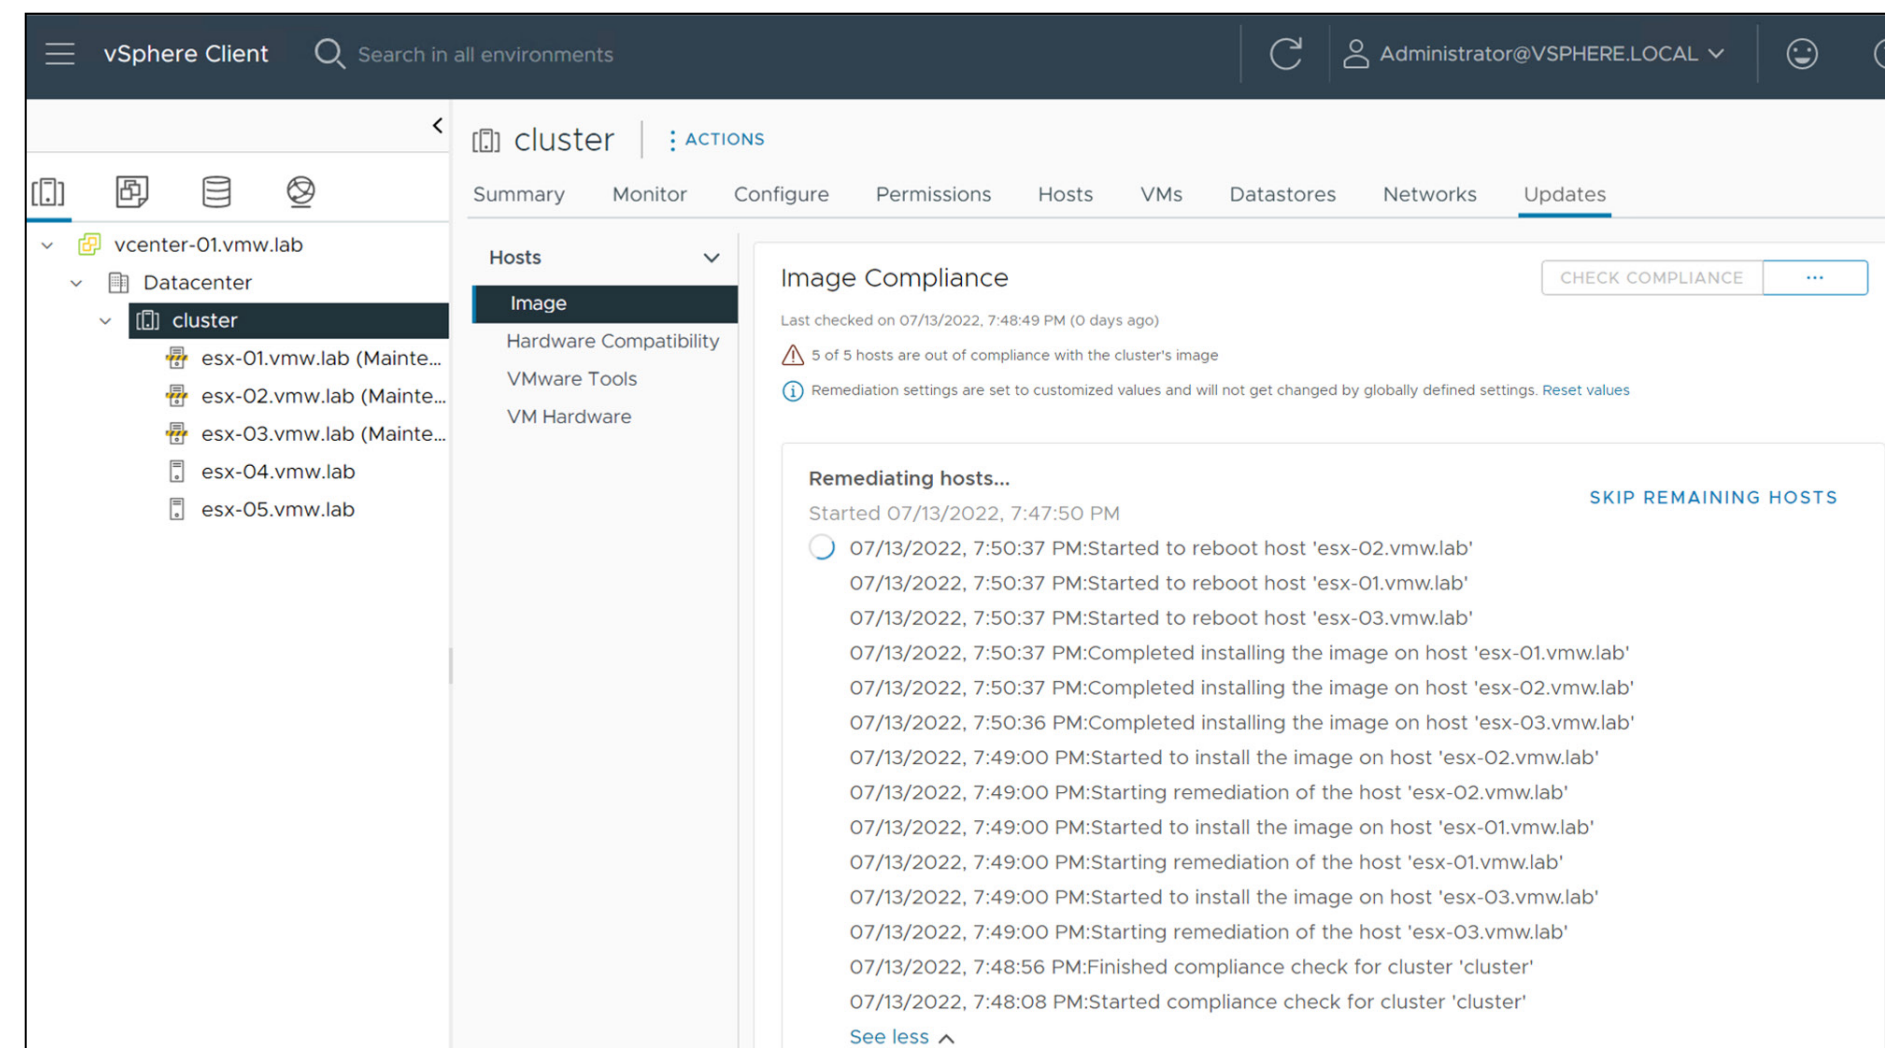 vSphere Client
Search in all environments
Administrator@VSPHERE.LOCAL
cluster
ACTIONS
Summary Monitor Configure Permissions Hosts VMs Datastores Networks Updates
vcenter-01.vmw.lab
Datacenter
cluster
esx-01.vmw.lab (Mainte...
esx-02.vmw.lab (Mainte...
esx-03.vmw.lab (Mainte...
esx-04.vmw.lab
esx-05.vmw.lab
Hosts
Image
Hardware Compatibility
VMware Tools
VM Hardware
Image Compliance
CHECK COMPLIANCE ...
Last checked on 07/13/2022, 7:48:49 PM (0 days ago)
5 of 5 hosts are out of compliance with the cluster's image
Remediation settings are set to customized values and will not get changed by globally defined settings. Reset values
Remediating hosts...
SKIP REMAINING HOSTS
Started 07/13/2022, 7:47:50 PM
07/13/2022, 7:50:37 PM:Started to reboot host 'esx-02.vmw.lab'
07/13/2022, 7:50:37 PM:Started to reboot host 'esx-01.vmw.lab'
07/13/2022, 7:50:37 PM:Started to reboot host 'esx-03.vmw.lab'
07/13/2022, 7:50:37 PM:Completed installing the image on host 'esx-01.vmw.lab'
07/13/2022, 7:50:37 PM:Completed installing the image on host 'esx-02.vmw.lab'
07/13/2022, 7:50:36 PM:Completed installing the image on host 'esx-03.vmw.lab'
07/13/2022, 7:49:00 PM:Started to install the image on host 'esx-02.vmw.lab'
07/13/2022, 7:49:00 PM:Starting remediation of the host 'esx-02.vmw.lab'
07/13/2022, 7:49:00 PM:Started to install the image on host 'esx-01.vmw.lab'
07/13/2022, 7:49:00 PM:Starting remediation of the host 'esx-01.vmw.lab'
07/13/2022, 7:49:00 PM:Started to install the image on host 'esx-03.vmw.lab'
07/13/2022, 7:49:00 PM:Starting remediation of the host 'esx-03.vmw.lab'
07/13/2022, 7:48:56 PM:Finished compliance check for cluster 'cluster'
07/13/2022, 7:48:08 PM:Started compliance check for cluster 'cluster'
See less